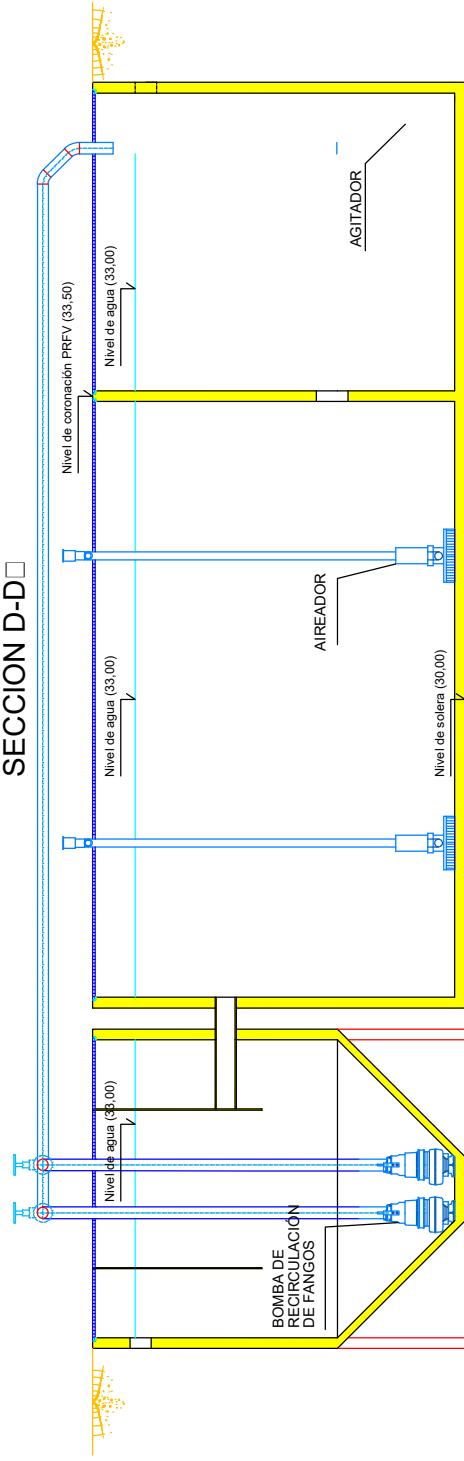 SECCION D-D□
Nivel de coronación PRFV (33,50)
Nivel de agua (33,00)
Nivel de agua (33,00)
Nivel de agua (33,00)
AGITADOR
AIREADOR
Nivel de solera (30,00)
BOMBA DE
RECIRCULACIÓN
DE FANGOS